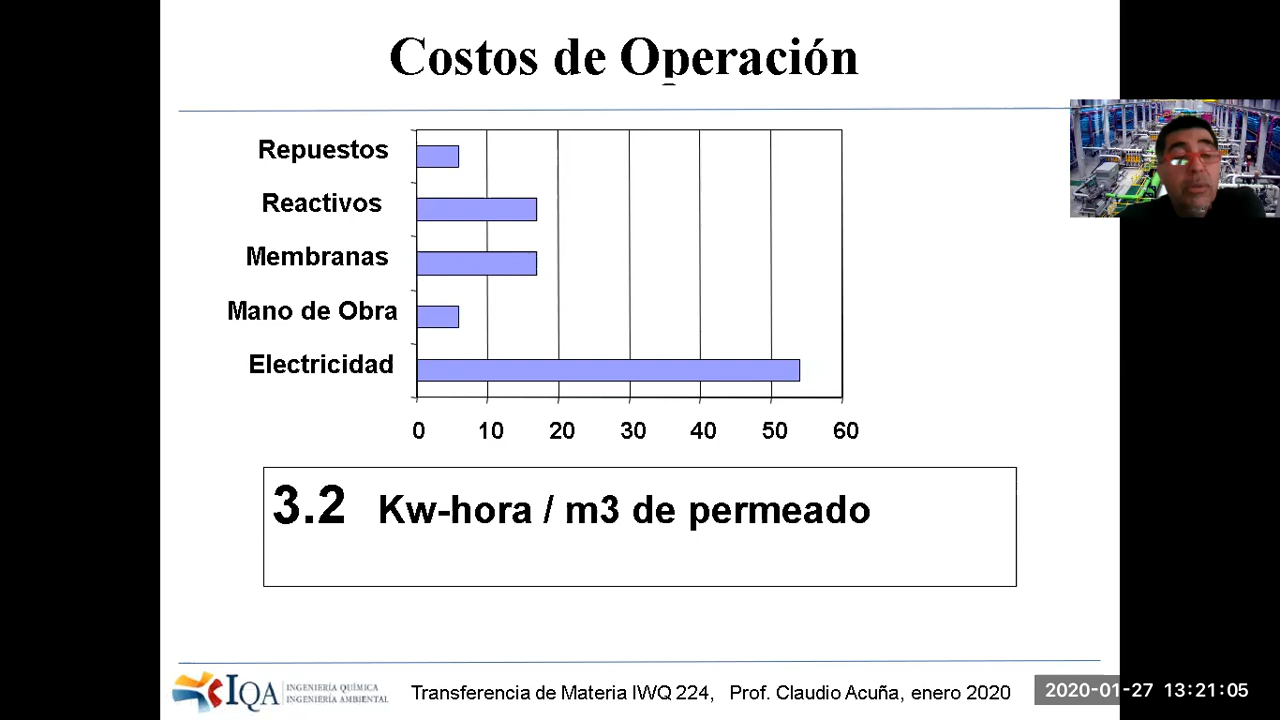 Costos de Operación
Repuestos
Reactivos
Membranas
Mano de Obra
Electricidad
0 10 20 30 40 50 60
3.2 Kw-hora / m3 de permeado
IQA INGENIERÍA QUÍMICA
INGENIERÍA AMBIENTAL
Transferencia de Materia IWQ 224, Prof. Claudio Acuña, enero 2020
2020-01-27 13:21:05